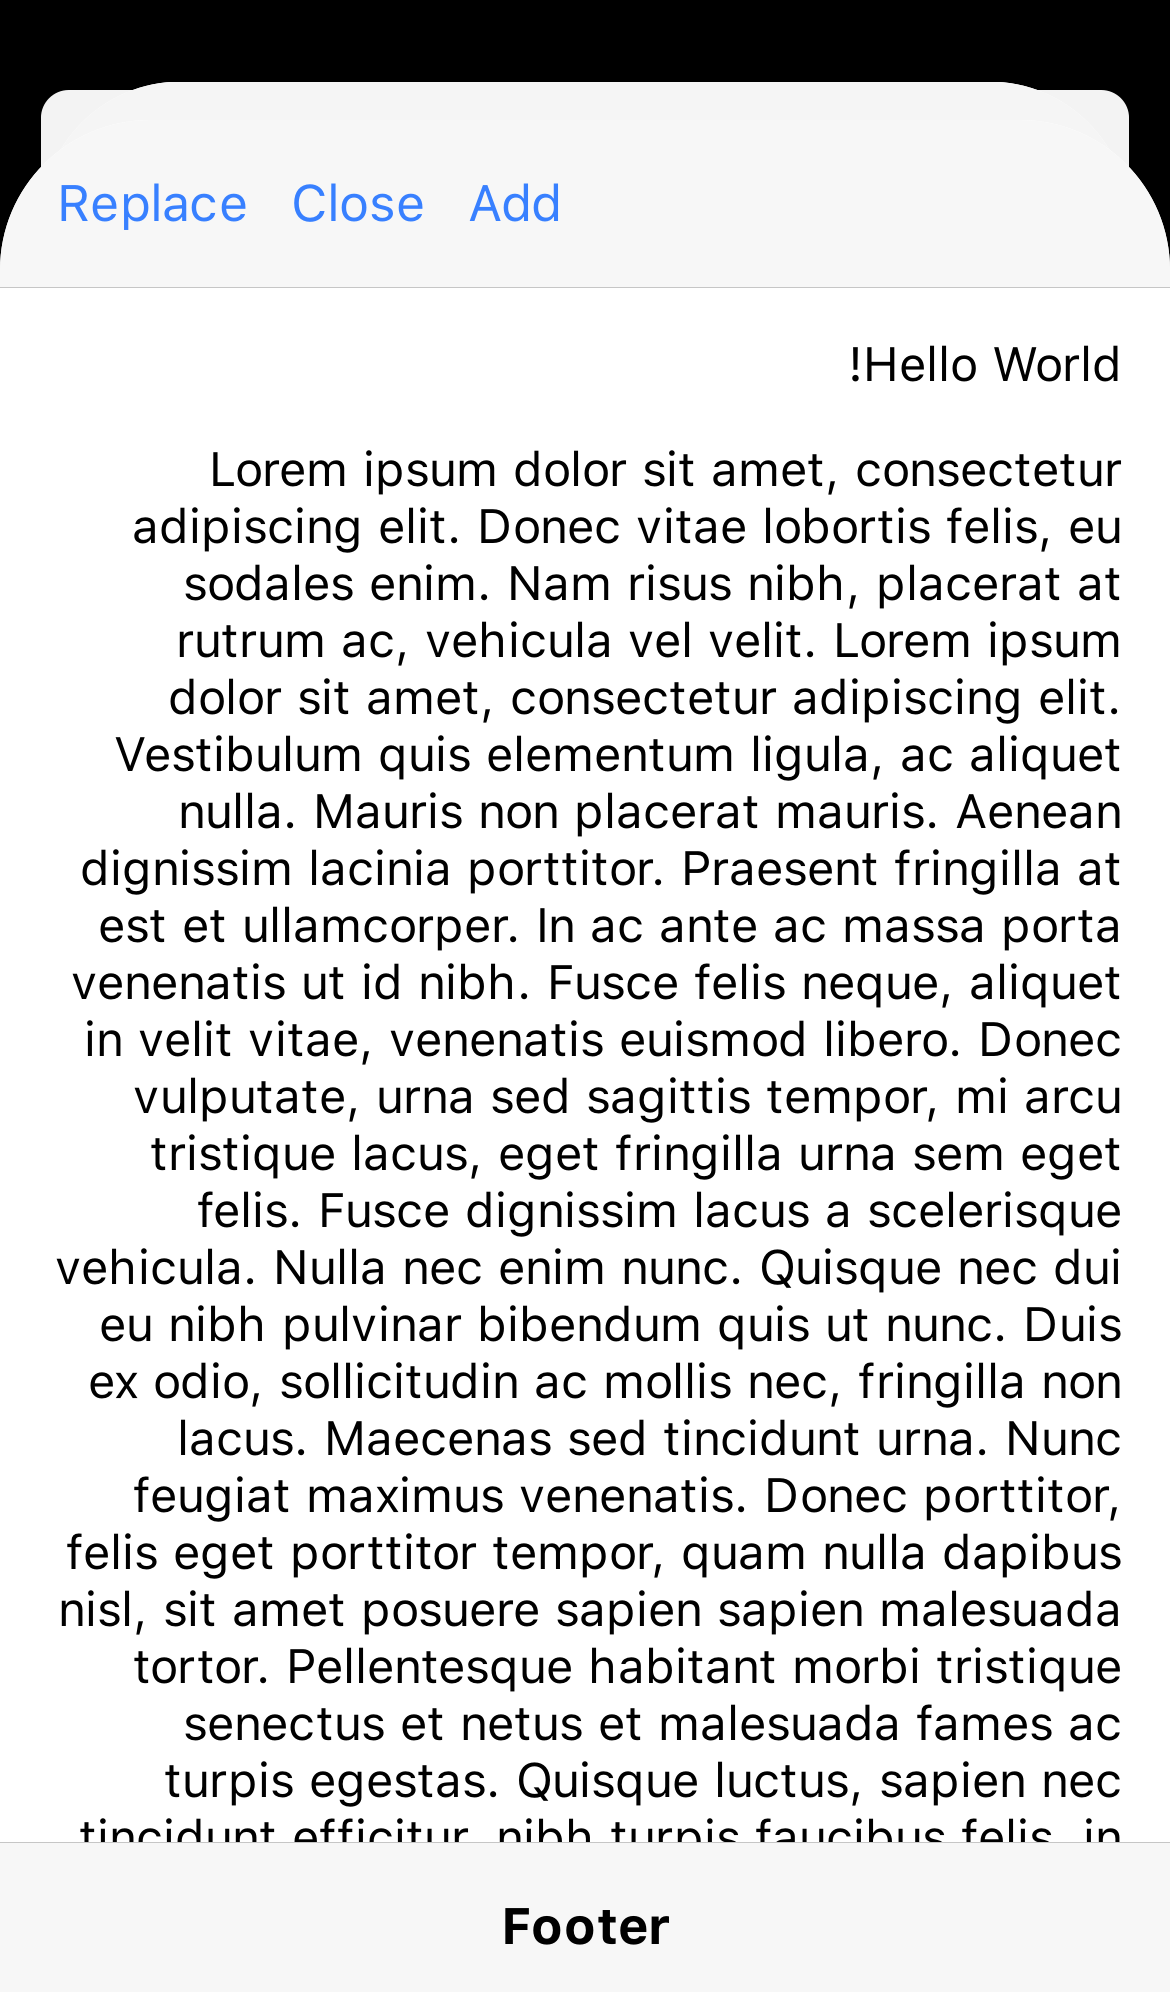 Replace Close Add
!Hello World
Lorem ipsum dolor sit amet, consectetur
adipiscing elit. Donec vitae lobortis felis, eu
sodales enim. Nam risus nibh, placerat at
rutrum ac, vehicula vel velit. Lorem ipsum
dolor sit amet, consectetur adipiscing elit.
Vestibulum quis elementum ligula, ac aliquet
nulla. Mauris non placerat mauris. Aenean
dignissim lacinia porttitor. Praesent fringilla at
est et ullamcorper. In ac ante ac massa porta
venenatis ut id nibh. Fusce felis neque, aliquet
in velit vitae, venenatis euismod libero. Donec
vulputate, urna sed sagittis tempor, mi arcu
tristique lacus, eget fringilla urna sem eget
felis. Fusce dignissim lacus a scelerisque
vehicula. Nulla nec enim nunc. Quisque nec dui
eu nibh pulvinar bibendum quis ut nunc. Duis
ex odio, sollicitudin ac mollis nec, fringilla non
lacus. Maecenas sed tincidunt urna. Nunc
feugiat maximus venenatis. Donec porttitor,
felis eget porttitor tempor, quam nulla dapibus
nisl, sit amet posuere sapien sapien malesuada
tortor. Pellentesque habitant morbi tristique
senectus et netus et malesuada fames ac
turpis egestas. Quisque luctus, sapien nec
tincidunt efficitur, nibh turpis faucibus felis, in
Footer